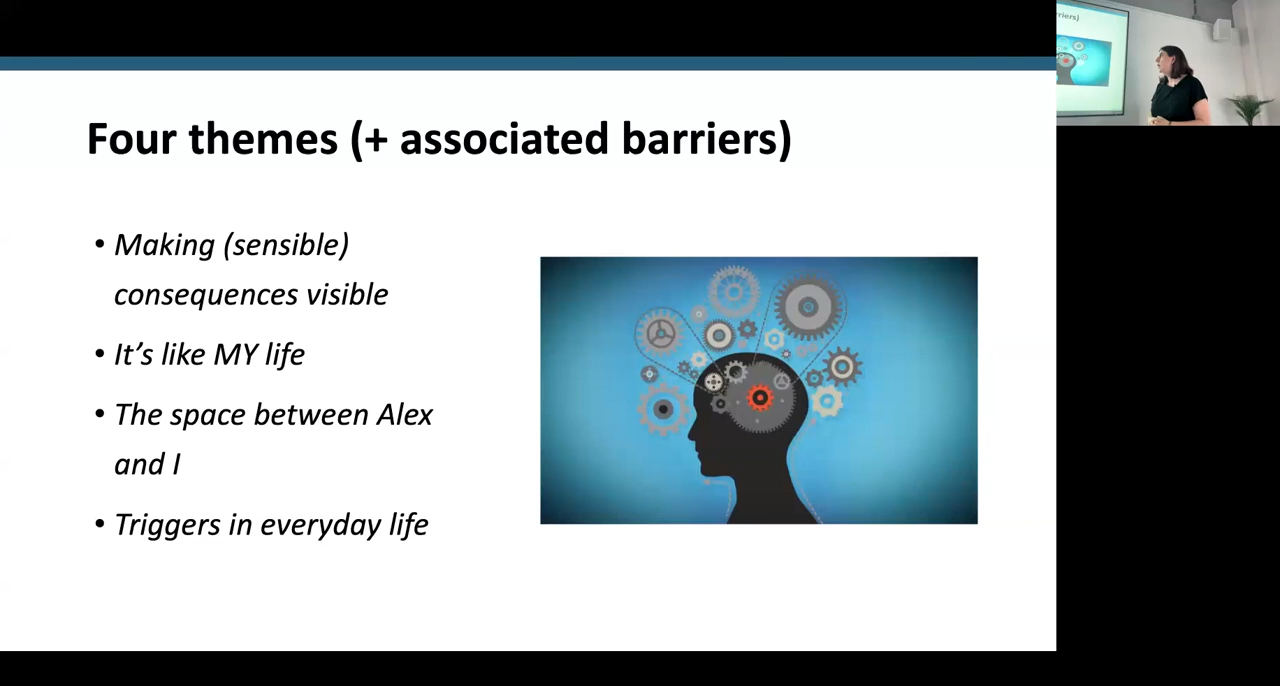 Four themes (+ associated barriers)
• Making (sensible)
consequences visible
• It’s like MY life
• The space between Alex
and I
• Triggers in everyday life
riers)